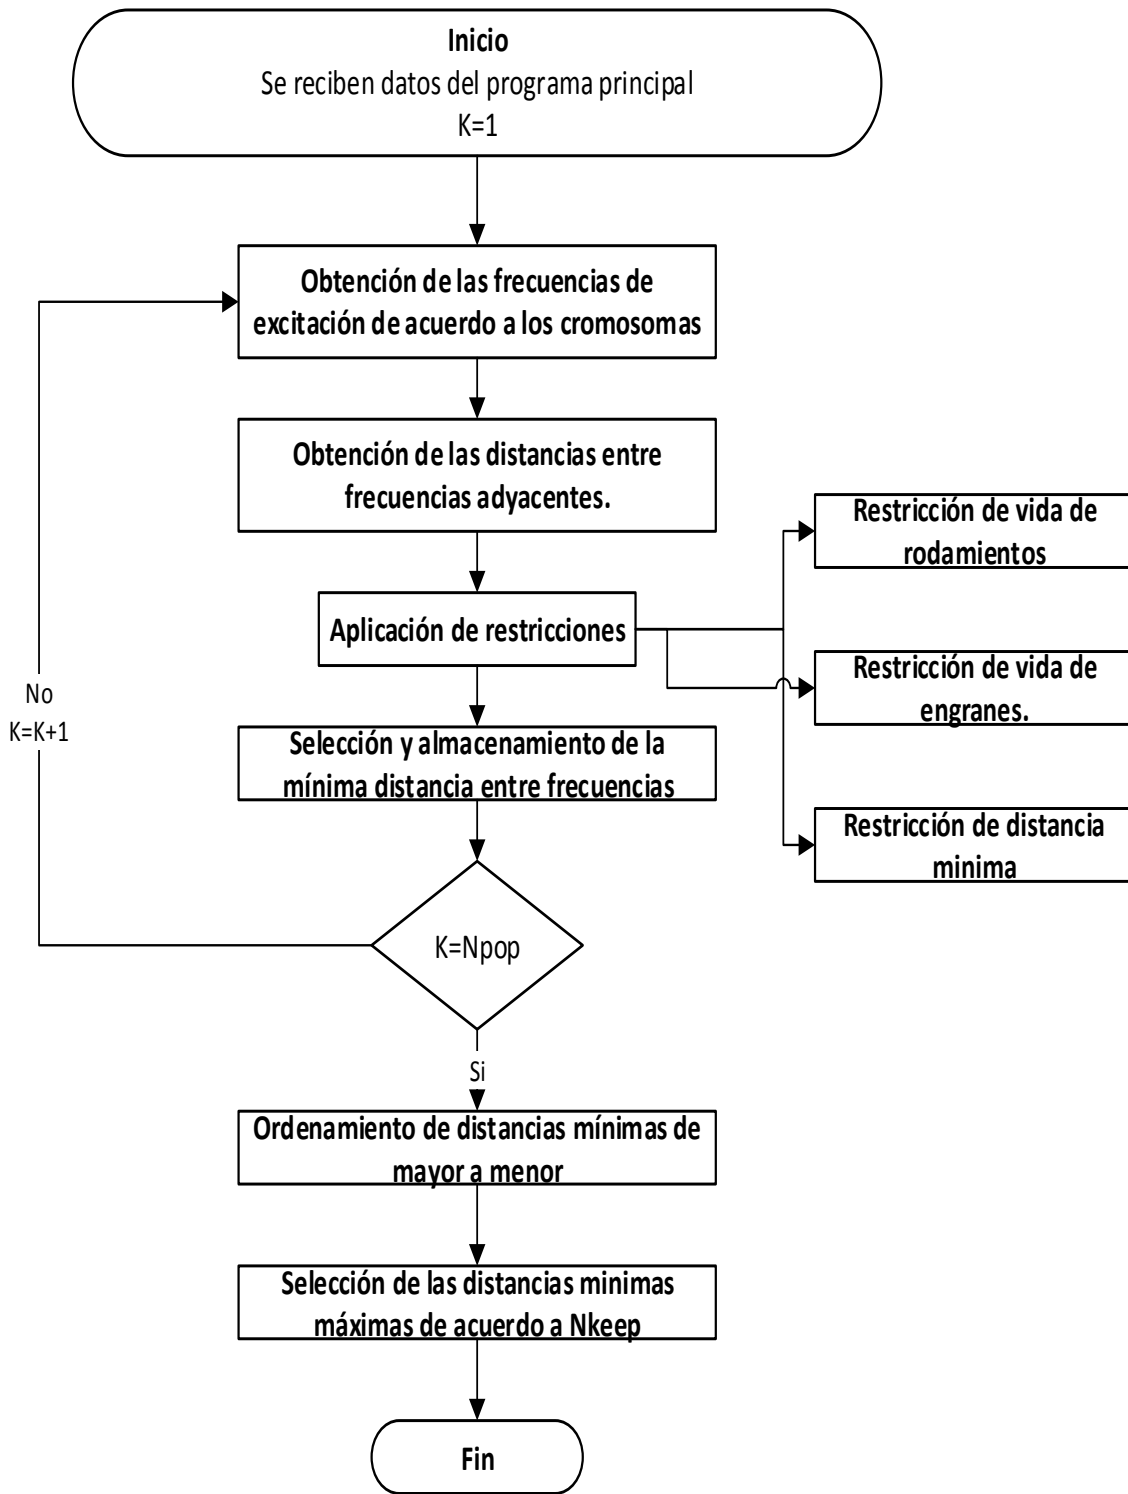 Inicio
Se reciben datos del programa principal
K=1
Obtención de las frecuencias de
excitación de acuerdo a los cromosomas
Obtención de las distancias entre
frecuencias adyacentes.
Aplicación de restricciones
Restricción de vida de
rodamientos
Restricción de vida de
engranes.
Restricción de distancia
minima
Selección y almacenamiento de la
mínima distancia entre frecuencias
No
K=K+1
K=Npop
Si
Ordenamiento de distancias mínimas de
mayor a menor
Selección de las distancias minimas
máximas de acuerdo a Nkeep
Fin